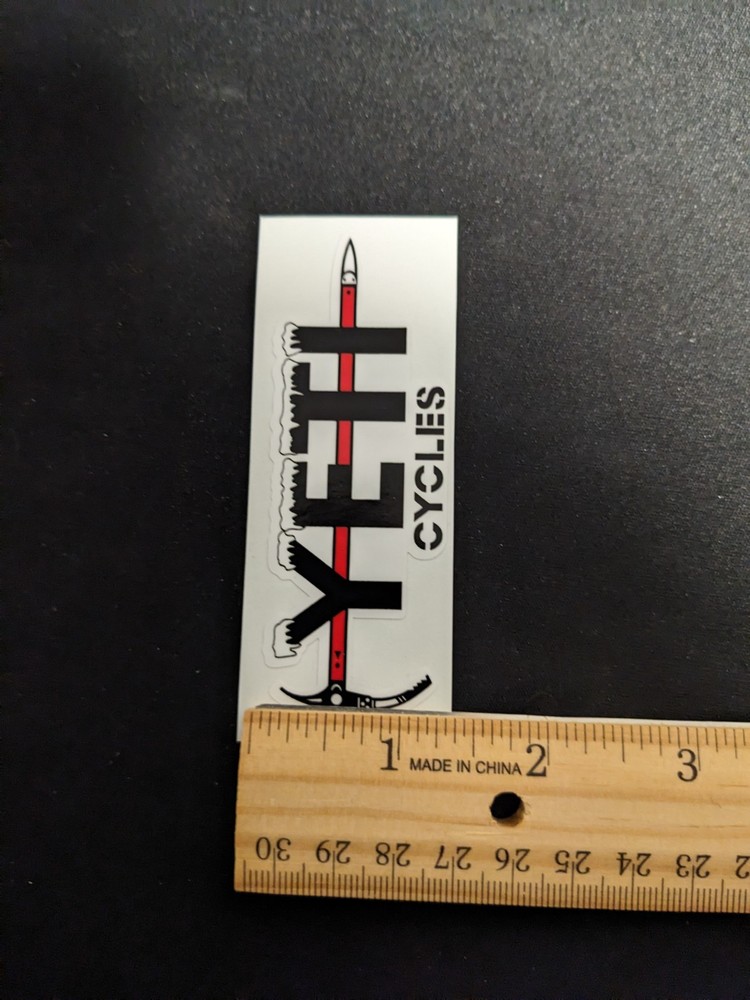 YETI
CYCLES
1 MADE IN CHINA 2 3
30 29 28 27 26 25 24 23